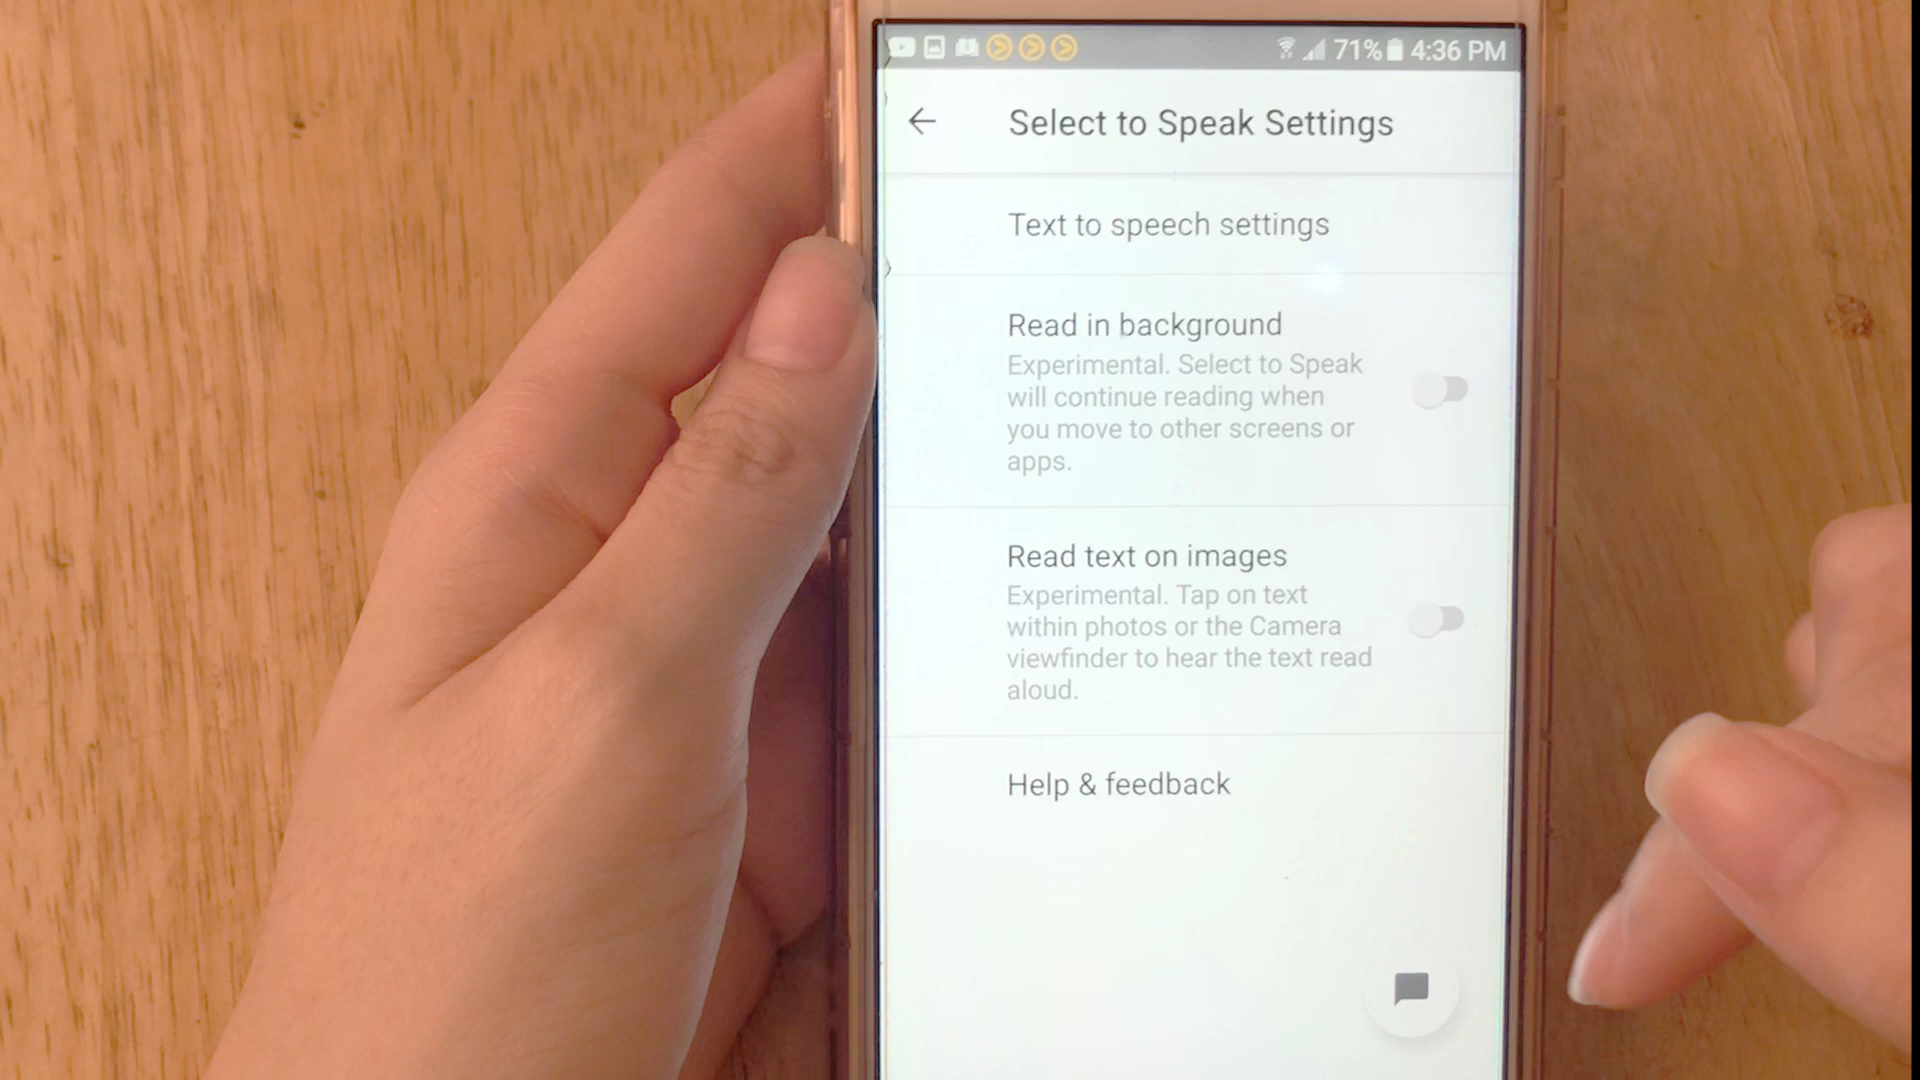 71% 4:36 PM
Select to Speak Settings
Text to speech settings
Read in background
Experimental. Select to Speak
will continue reading when
you move to other screens or
apps.
Read text on images
Experimental. Tap on text
within photos or the Camera
viewfinder to hear the text read
aloud.
Help & feedback